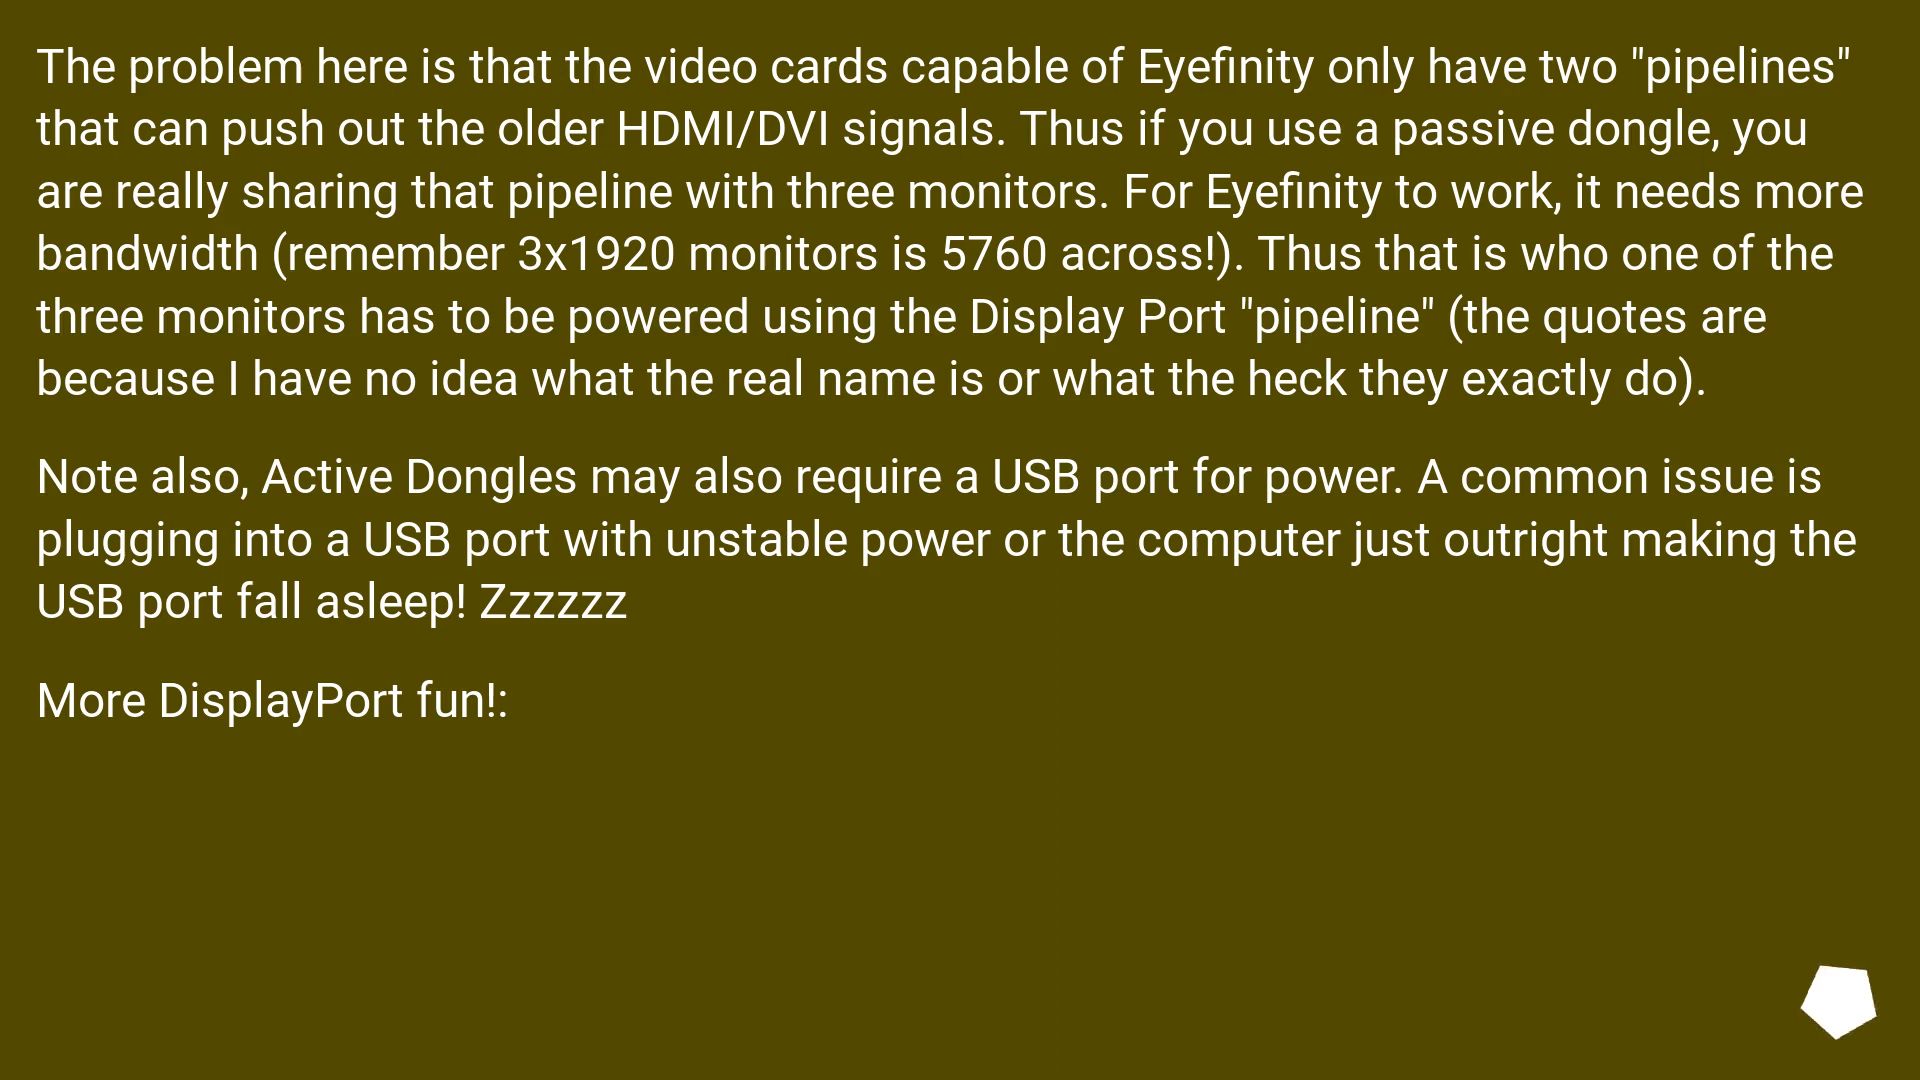 The problem here is that the video cards capable of Eyefinity only have two "pipelines"
that can push out the older HDMI/DVI signals. Thus if you use a passive dongle, you
are really sharing that pipeline with three monitors. For Eyefinity to work, it needs more
bandwidth (remember 3x1920 monitors is 5760 across!). Thus that is who one of the
three monitors has to be powered using the Display Port "pipeline" (the quotes are
because I have no idea what the real name is or what the heck they exactly do).
Note also, Active Dongles may also require a USB port for power. A common issue is
plugging into a USB port with unstable power or the computer just outright making the
USB port fall asleep! Zzzzzz
More DisplayPort fun!: